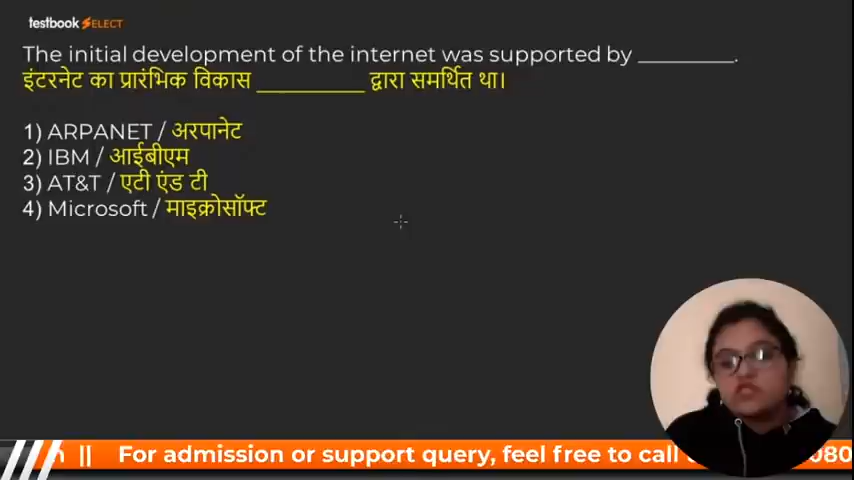 testbook SELECT
The initial development of the internet was supported by _________.
इंटरनेट का प्रारंभिक विकास __________ द्वारा समर्थित था।
1) ARPANET / अरपानेट
2) IBM / आईबीएम
3) AT&T / एटी एंड टी
4) Microsoft / माइक्रोसॉफ्ट
|| For admission or support query, feel free to call 080